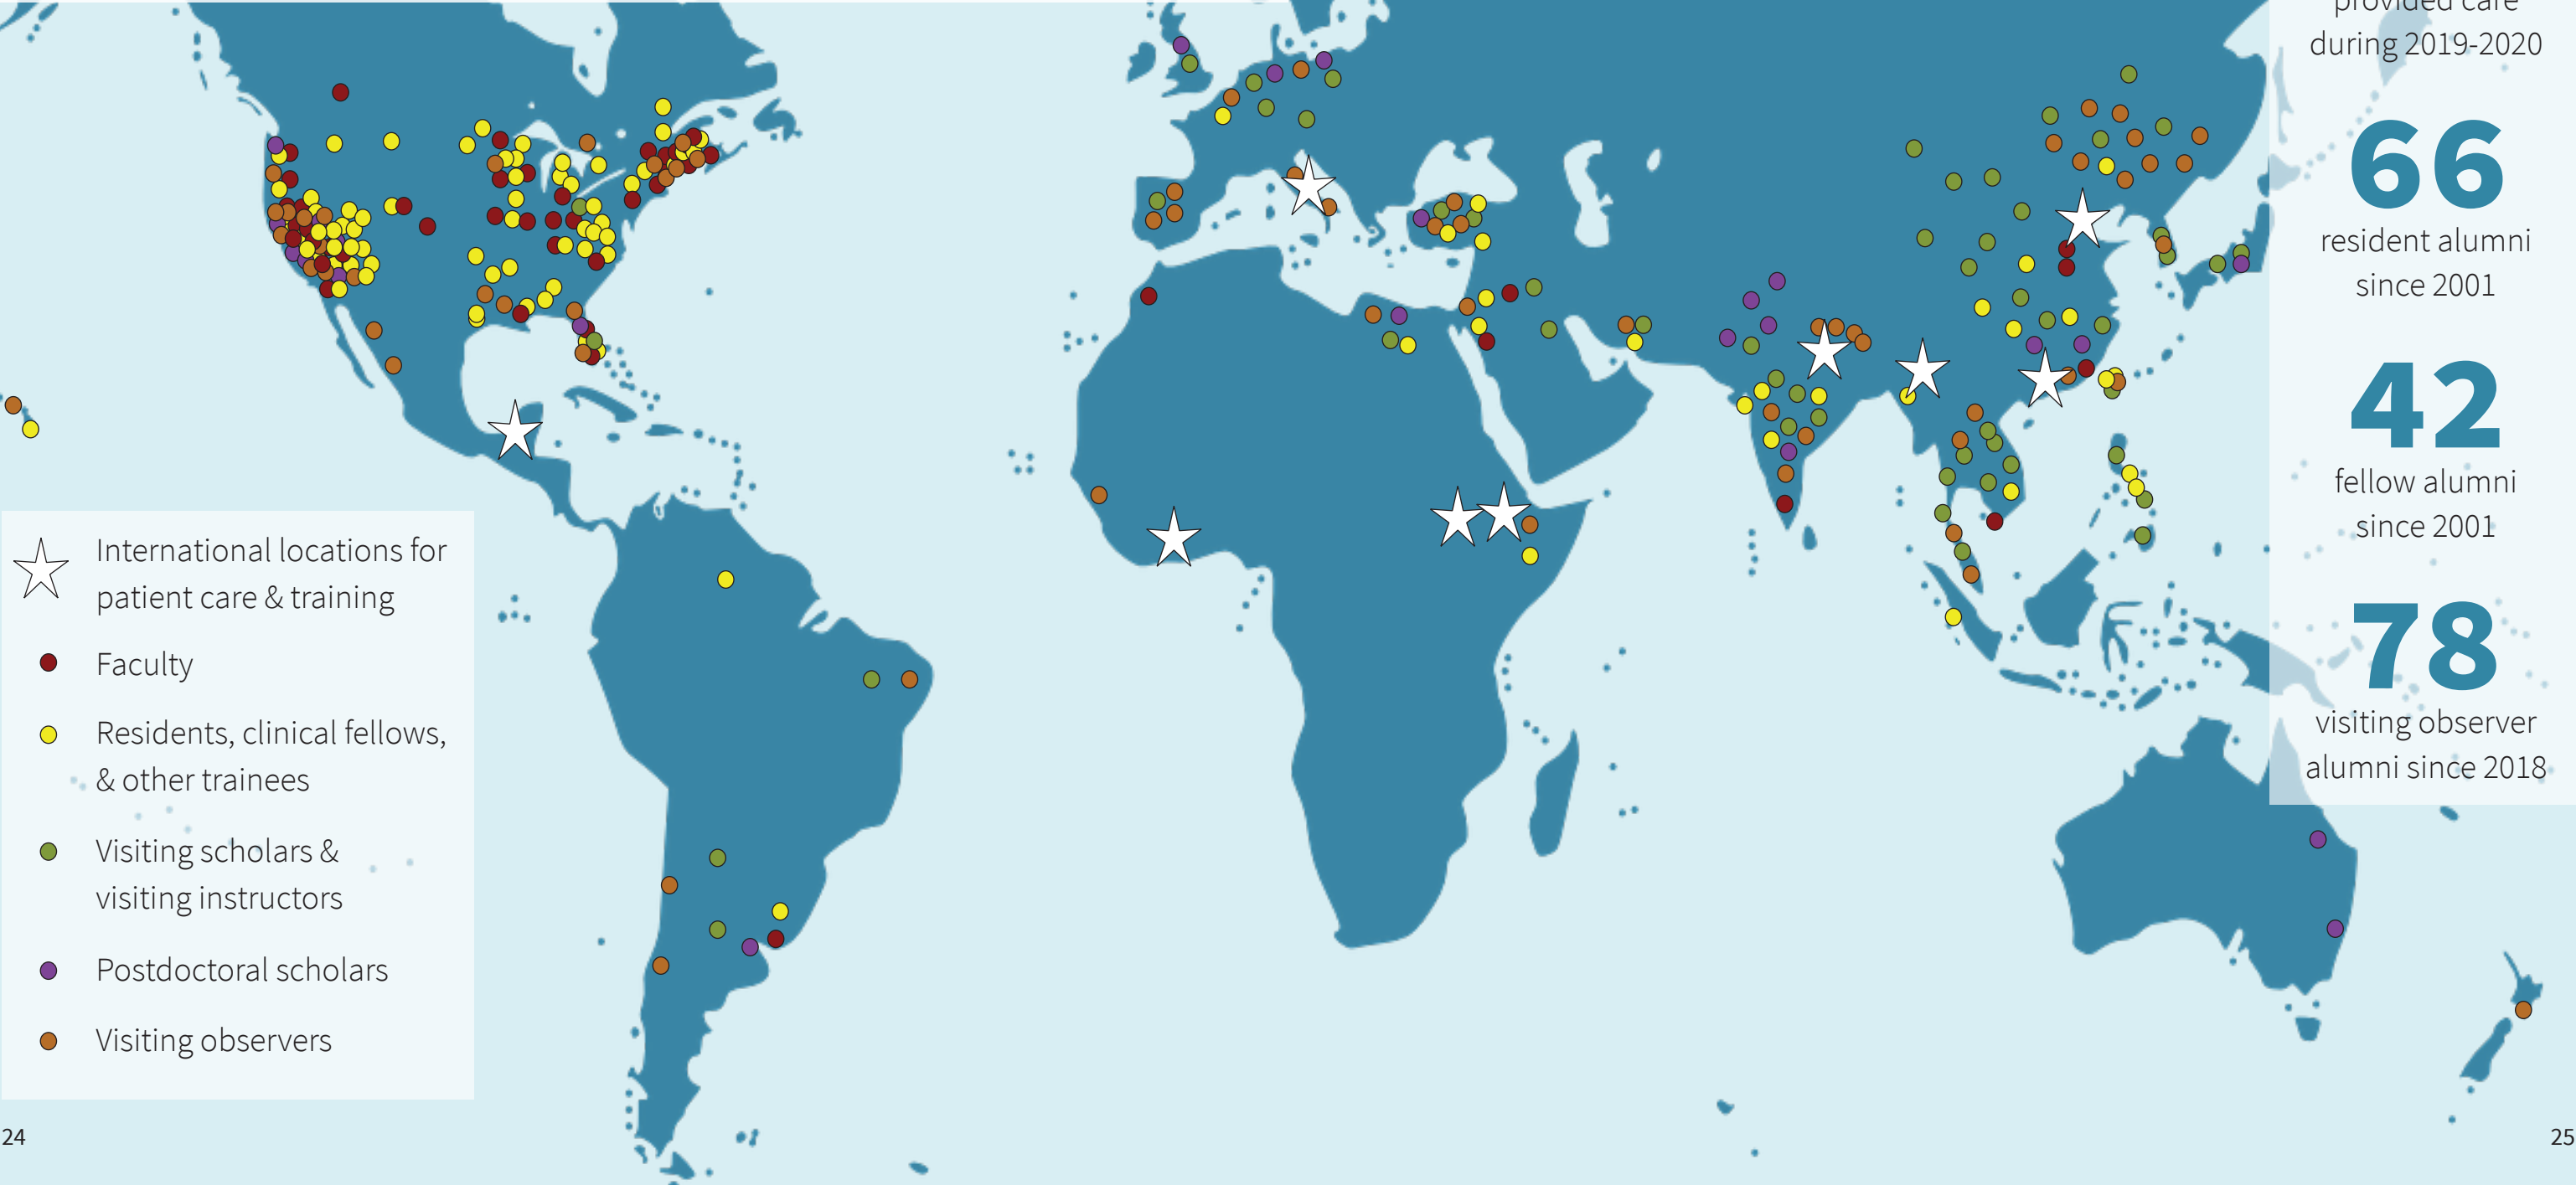 International locations for
patient care & training
Faculty
Residents, clinical fellows,
& other trainees
Visiting scholars &
visiting instructors
Postdoctoral scholars
Visiting observers
24
provided care
during 2019-2020
66
resident alumni
since 2001
42
fellow alumni
since 2001
78
visiting observer
alumni since 2018
25